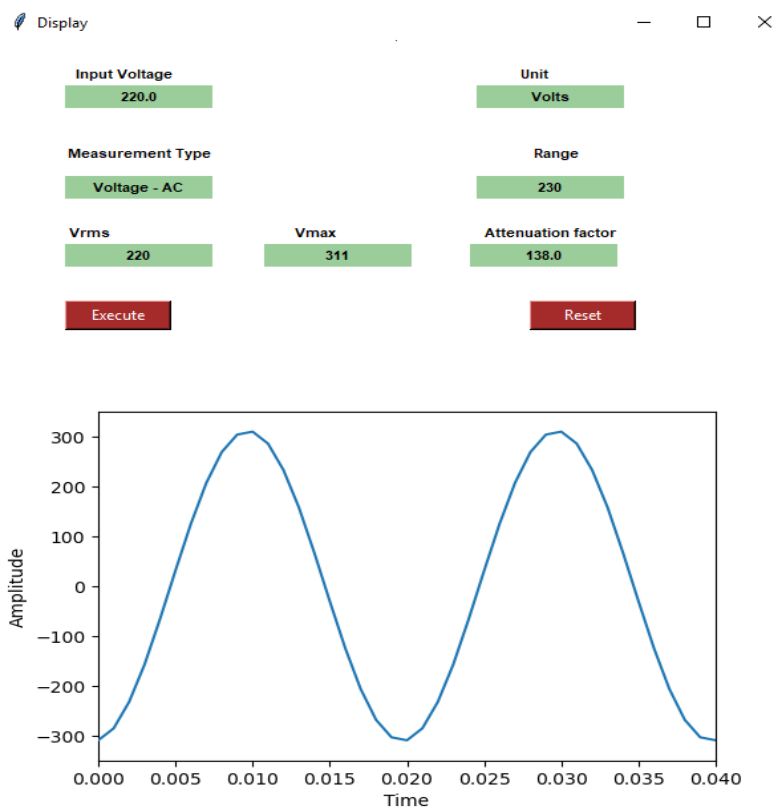 Display
Input Voltage Unit
220.0 Volts
Measurement Type Range
Voltage - AC 230
Vrms Vmax Attenuation factor
220 311 138.0
Execute Reset
300
200
100
0
−100
−200
−300
Amplitude
0.000 0.005 0.010 0.015 0.020 0.025 0.030 0.035 0.040
Time